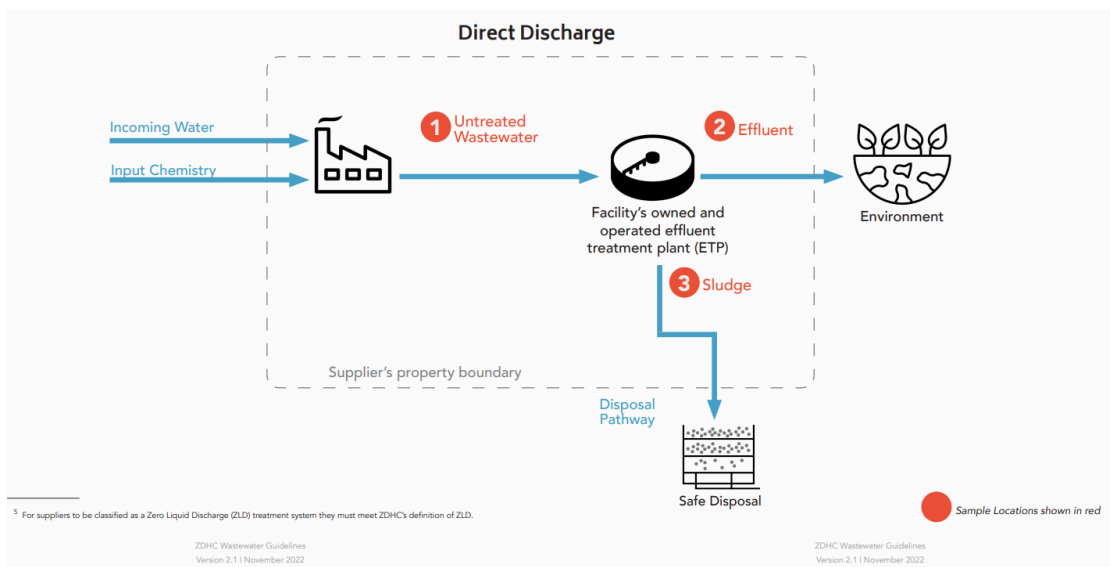 Direct Discharge
Incoming Water
Input Chemistry
1 Untreated
Wastewater
2 Effluent
Facility's owned and
operated effluent
treatment plant (ETP)
Environment
3 Sludge
Supplier's property boundary
Disposal
Pathway
Safe Disposal
5 For suppliers to be classified as a Zero Liquid Discharge (ZLD) treatment system they must meet ZDHC's definition of ZLD.
Sample Locations shown in red
ZDHC Wastewater Guidelines
Version 2.1 I November 2022
ZDHC Wastewater Guidelines
Version 2.1 I November 2022